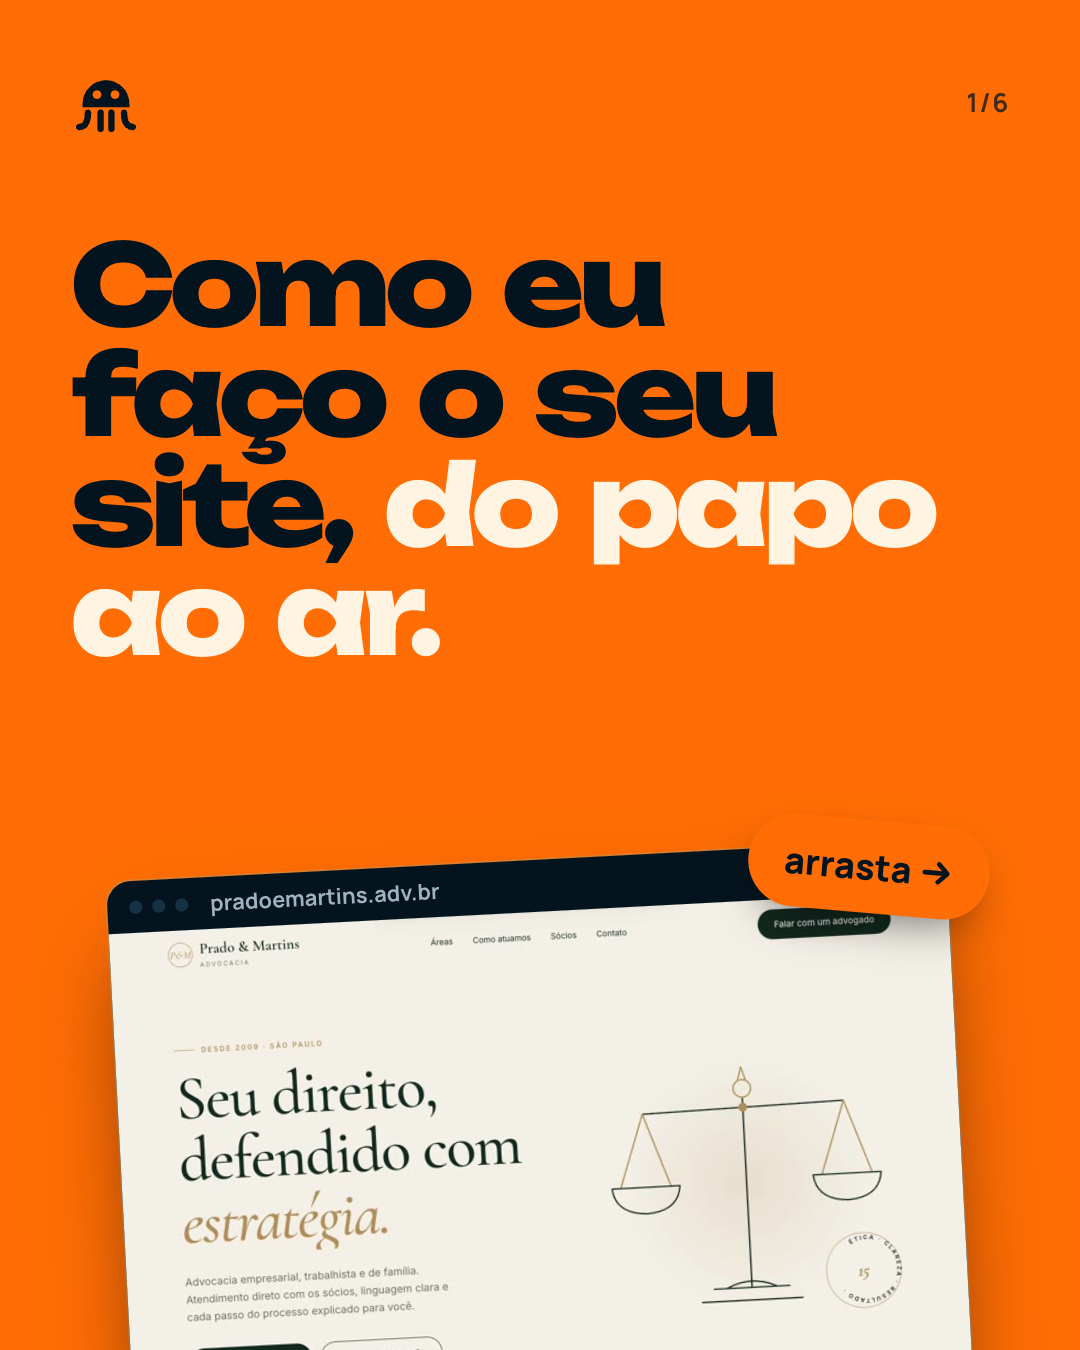 1/6
Como eu
faço o seu
site, do papo
ao ar.
arrasta →
pradoemartins.adv.br
P&M
Prado & Martins
ADVOCACIA
Áreas
Como atuamos
Sócios
Contato
Falar com um advogado
DESDE 2009 · SÃO PAULO
Seu direito,
defendido com
estratégia.
ÉTICA · CLAREZA · RESULTADO ·
15
Advocacia empresarial, trabalhista e de família.
Atendimento direto com os sócios, linguagem clara e
cada passo do processo explicado para você.